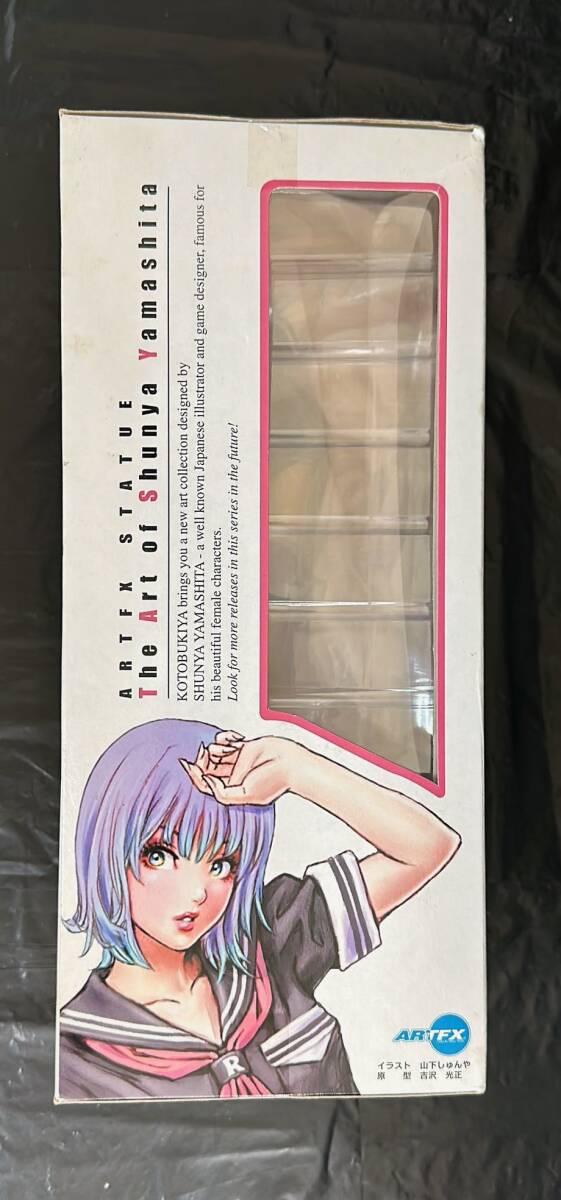 ARTFX STATUE
The Art of Shunya Yamashita
KOTOBUKIYA brings you a new art collection designed by
SHUNYA YAMASHITA - a well known Japanese illustrator and game designer, famous for
his beautiful female characters.
Look for more releases in this series in the future!
R
ARTFX
イラスト 山下しゅんや
原 型 吉沢 光正